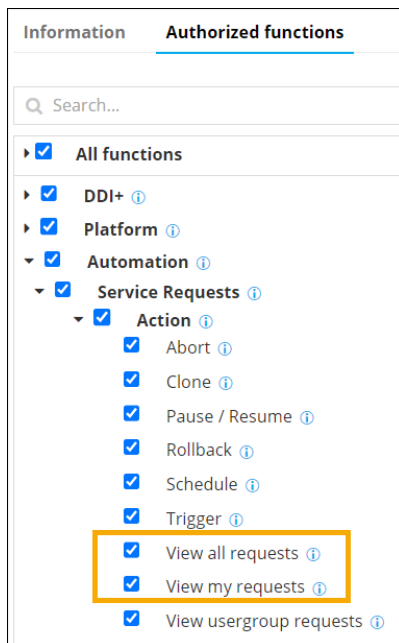 Information Authorized functions
Search...
All functions
DDI+
Platform
Automation
Service Requests
Action
Abort
Clone
Pause / Resume
Rollback
Schedule
Trigger
View all requests
View my requests
View usergroup requests